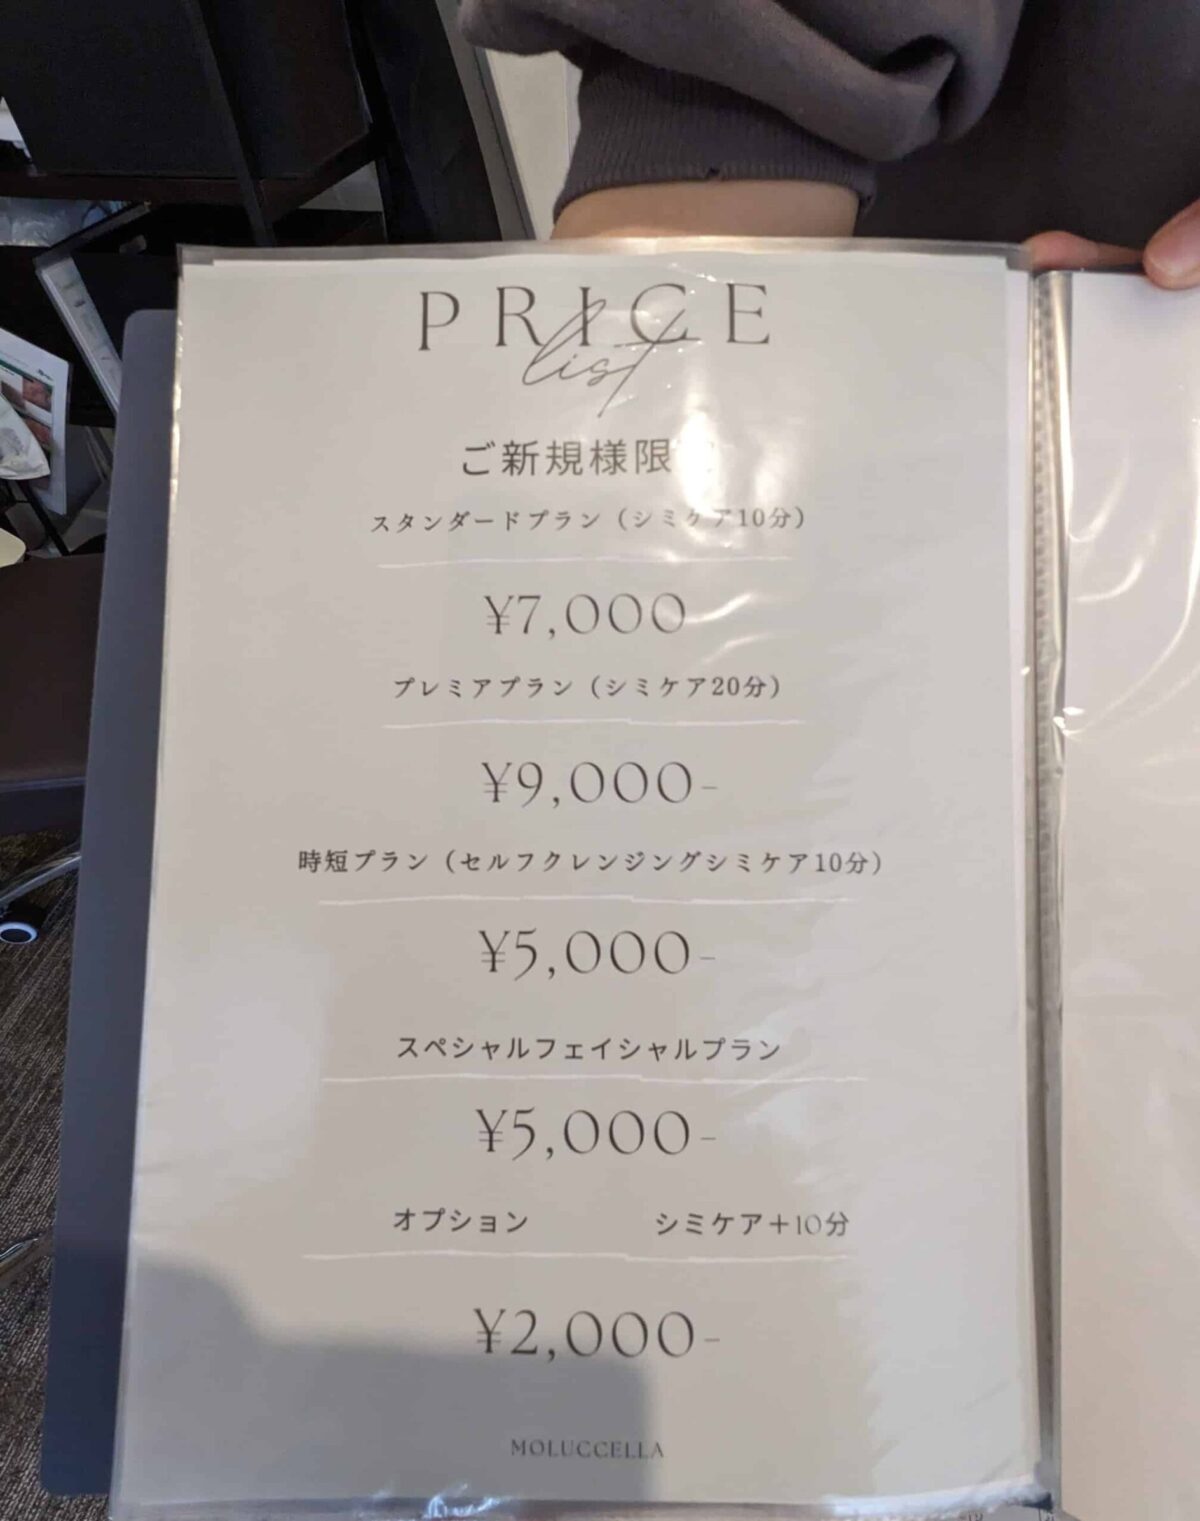 PRICE
list
ご新規様限
スタンダードプラン（シミケア10分）
¥7,000
プレミアプラン（シミケア20分）
¥9,000-
時短プラン（セルフクレンジングシミケア10分）
¥5,000-
スペシャルフェイシャルプラン
¥5,000-
オプション　シミケア＋10分
¥2,000-
MOLUCCELLA